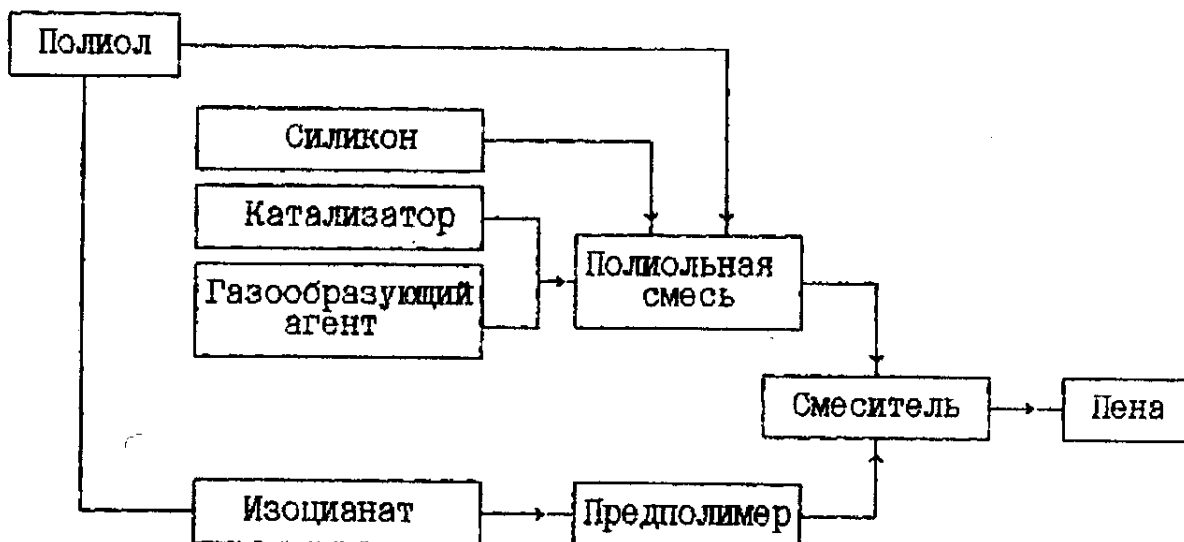 Полиол
Силикон
Катализатор
Газообразующий
агент
Полиольная
смесь
Смеситель
Пена
Изоцианат
Предполимер